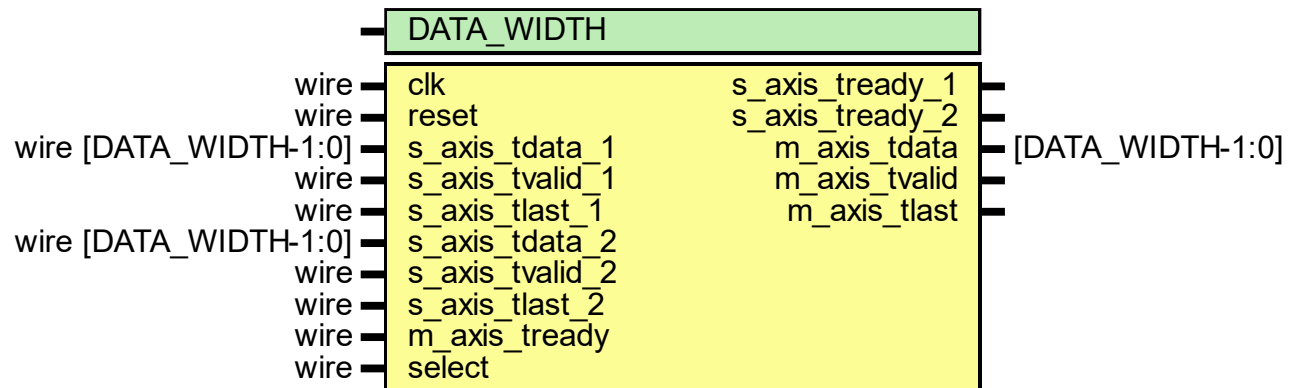 DATA_WIDTH
wire clk s_axis_tready_1
wire reset s_axis_tready_2
wire [DATA_WIDTH-1:0] s_axis_tdata_1 m_axis_tdata [DATA_WIDTH-1:0]
wire s_axis_tvalid_1 m_axis_tvalid
wire s_axis_tlast_1 m_axis_tlast
wire [DATA_WIDTH-1:0] s_axis_tdata_2
wire s_axis_tvalid_2
wire s_axis_tlast_2
wire m_axis_tready
wire select